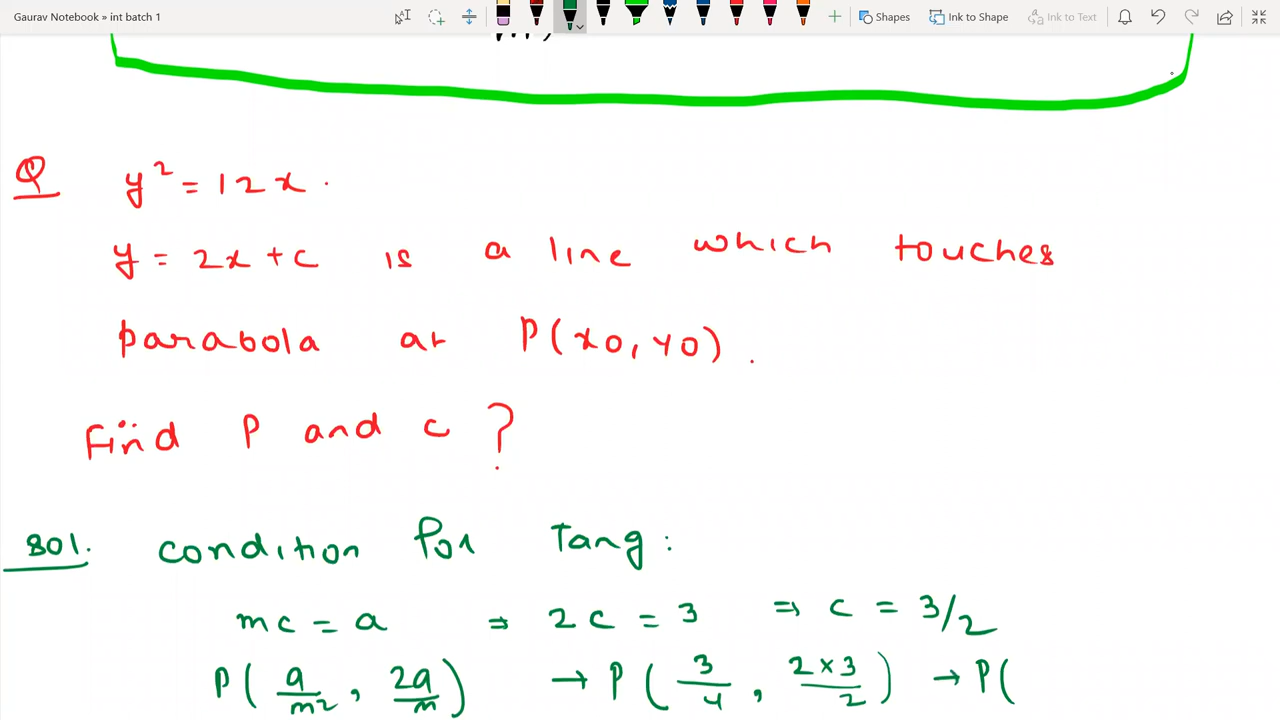 Gaurav Notebook » int batch 1
Shapes Ink to Shape Ink to Text
Q y² = 12x.
y = 2x + c is a line which touches
parabola at P(x0, y0).
Find P and c ?
Sol. Condition for Tang:
mc = a ⇒ 2c = 3 ⇒ c = 3/2
P(a/m², 2a/m) → P(3/4, 2×3/2) → P(